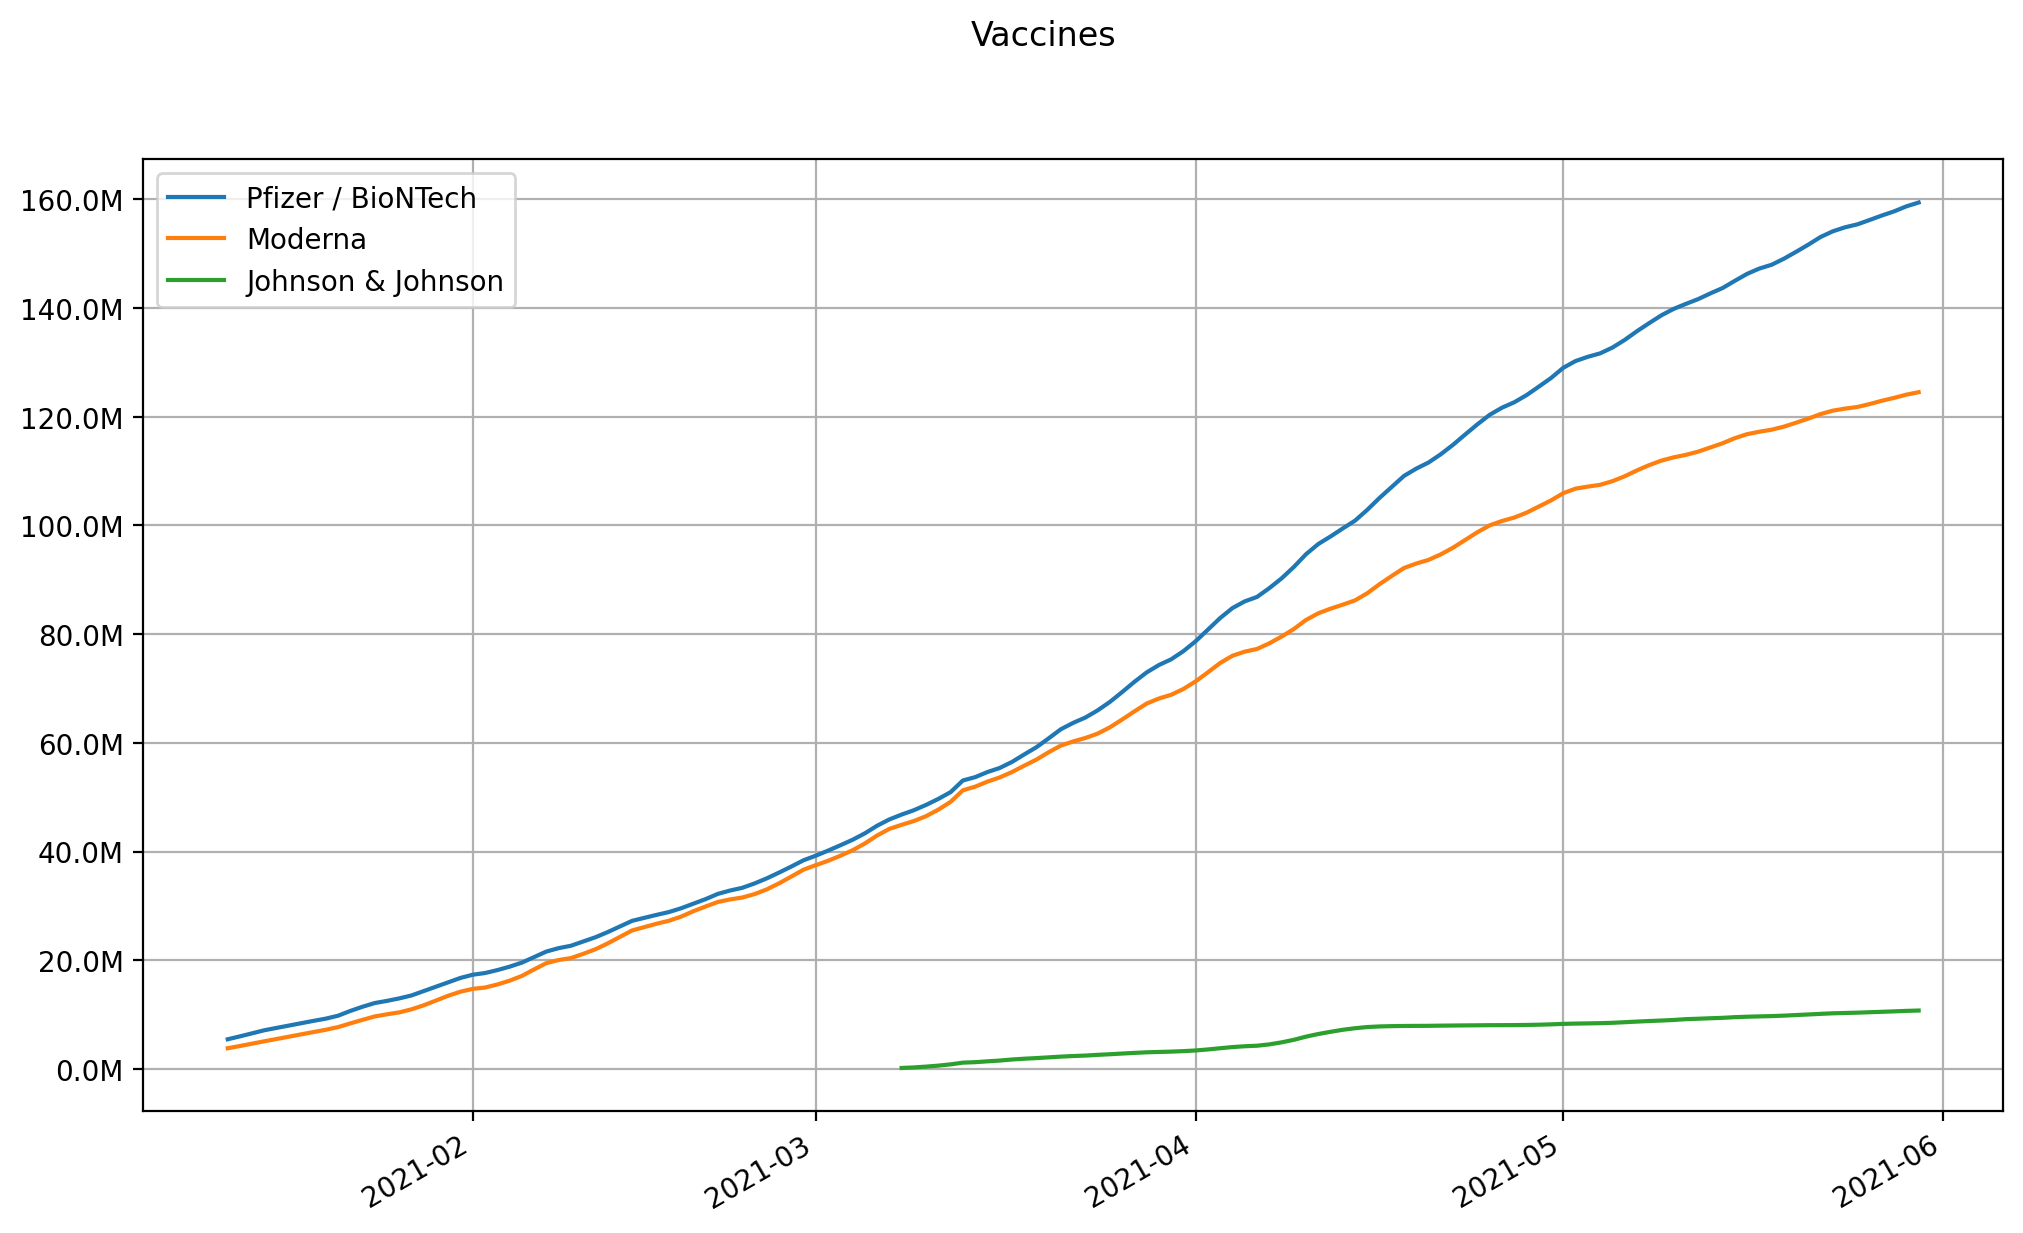 Vaccines
Pfizer / BioNTech
Moderna
Johnson & Johnson
160.0M
140.0M
120.0M
100.0M
80.0M
60.0M
40.0M
20.0M
0.0M
2021-02
2021-03
2021-04
2021-05
2021-06